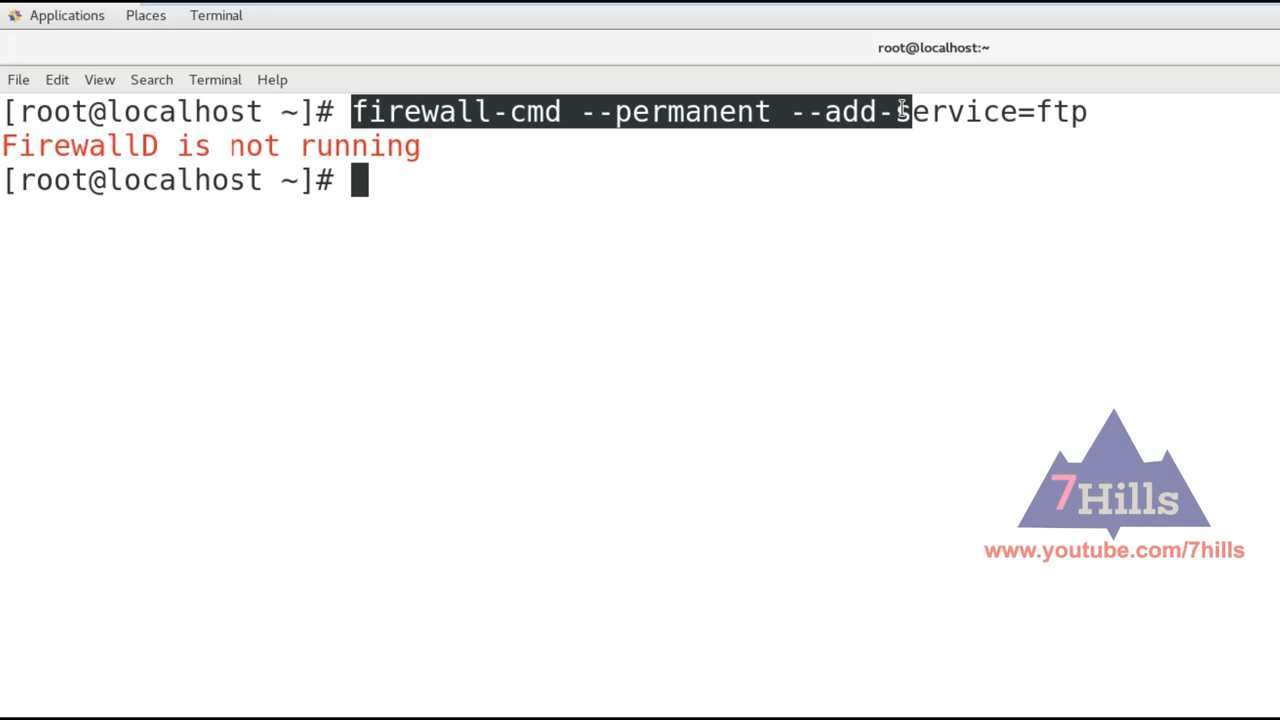 Applications Places Terminal
root@localhost:~
File Edit View Search Terminal Help
[root@localhost ~]# firewall-cmd --permanent --add-service=ftp
FirewallD is not running
[root@localhost ~]#
7Hills
www.youtube.com/7hills